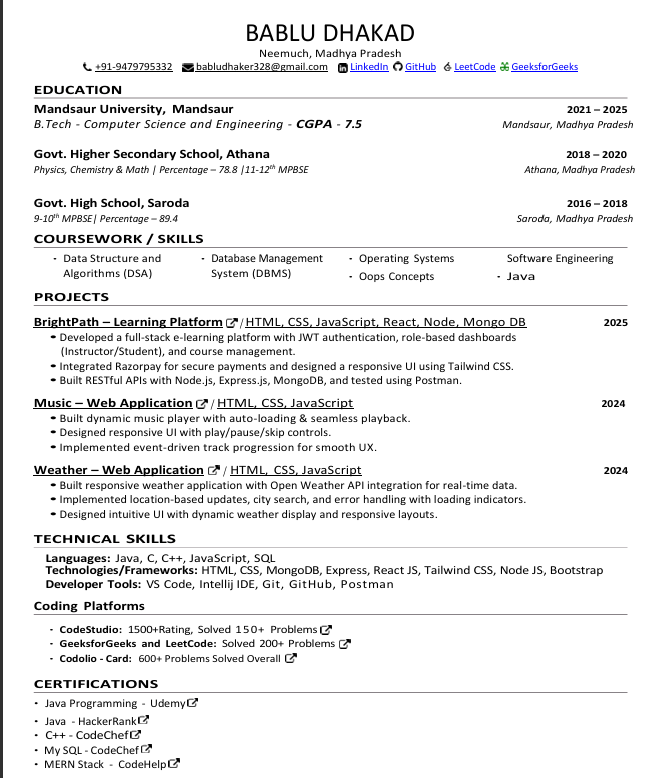 BABLU DHAKAD
Neemuch, Madhya Pradesh
+91-9479795332 babludhaker328@gmail.com LinkedIn GitHub LeetCode GeeksforGeeks
EDUCATION
Mandsaur University, Mandsaur 2021 – 2025
B.Tech - Computer Science and Engineering - CGPA - 7.5 Mandsaur, Madhya Pradesh
Govt. Higher Secondary School, Athana 2018 – 2020
Physics, Chemistry & Math | Percentage – 78.8 |11-12th MPBSE Athana, Madhya Pradesh
Govt. High School, Saroda 2016 – 2018
9-10th MPBSE| Percentage – 89.4 Saroda, Madhya Pradesh
COURSEWORK / SKILLS
- Data Structure and - Database Management - Operating Systems Software Engineering
Algorithms (DSA) System (DBMS) - Oops Concepts - Java
PROJECTS
BrightPath – Learning Platform / HTML, CSS, JavaScript, React, Node, Mongo DB 2025
• Developed a full-stack e-learning platform with JWT authentication, role-based dashboards
(Instructor/Student), and course management.
• Integrated Razorpay for secure payments and designed a responsive UI using Tailwind CSS.
• Built RESTful APIs with Node.js, Express.js, MongoDB, and tested using Postman.
Music – Web Application / HTML, CSS, JavaScript 2024
• Built dynamic music player with auto-loading & seamless playback.
• Designed responsive UI with play/pause/skip controls.
• Implemented event-driven track progression for smooth UX.
Weather – Web Application / HTML, CSS, JavaScript 2024
• Built responsive weather application with Open Weather API integration for real-time data.
• Implemented location-based updates, city search, and error handling with loading indicators.
• Designed intuitive UI with dynamic weather display and responsive layouts.
TECHNICAL SKILLS
Languages: Java, C, C++, JavaScript, SQL
Technologies/Frameworks: HTML, CSS, MongoDB, Express, React JS, Tailwind CSS, Node JS, Bootstrap
Developer Tools: VS Code, Intellij IDE, Git, GitHub, Postman
Coding Platforms
- CodeStudio: 1500+Rating, Solved 150+ Problems
- GeeksforGeeks and LeetCode: Solved 200+ Problems
- Codolio - Card: 600+ Problems Solved Overall
CERTIFICATIONS
• Java Programming - Udemy
• Java - HackerRank
• C++ - CodeChef
• My SQL - CodeChef
• MERN Stack - CodeHelp